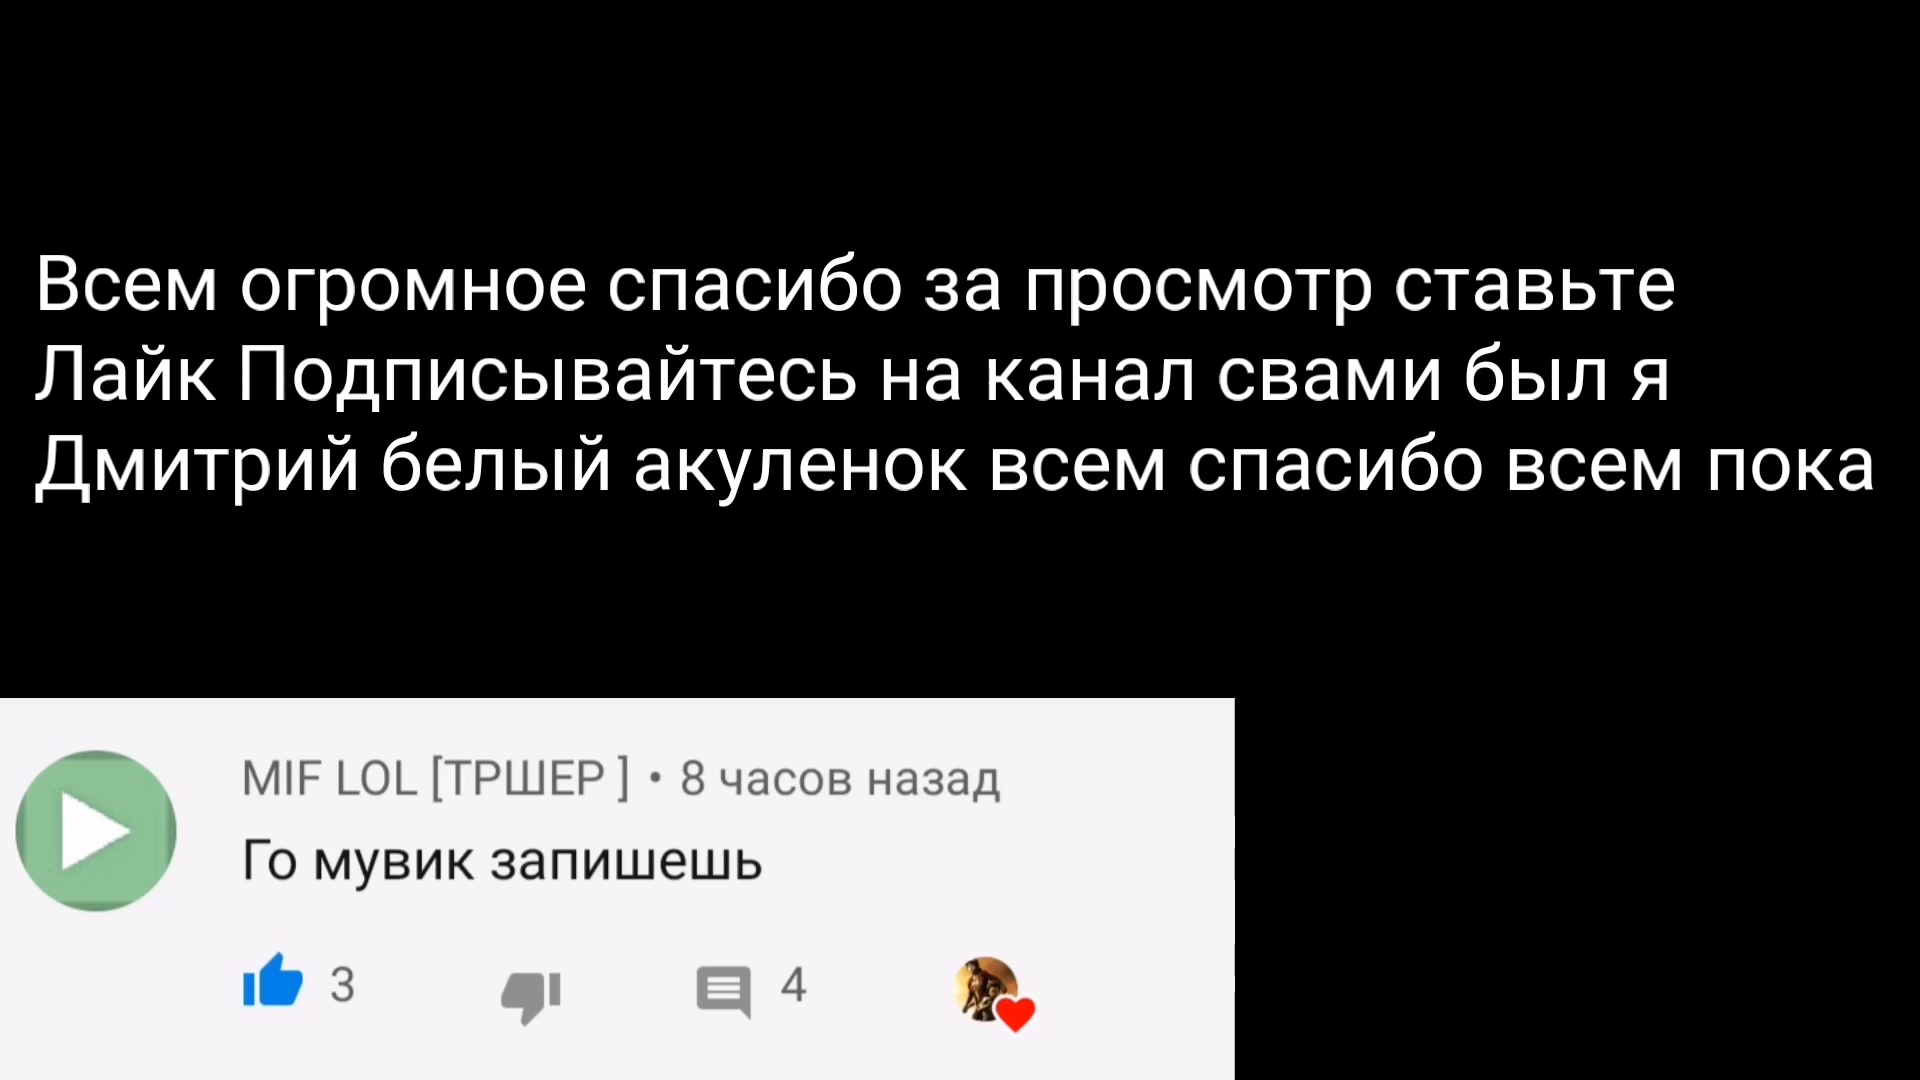 Всем огромное спасибо за просмотр ставьте
Лайк Подписывайтесь на канал свами был я
Дмитрий белый акуленок всем спасибо всем пока
MIF LOL [ТРШЕР ] • 8 часов назад
Го мувик запишешь
3
4